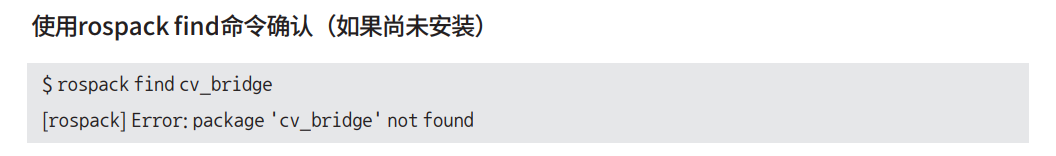 使用rospack find命令确认（如果尚未安装）
$ rospack find cv_bridge
[rospack] Error: package 'cv_bridge' not found